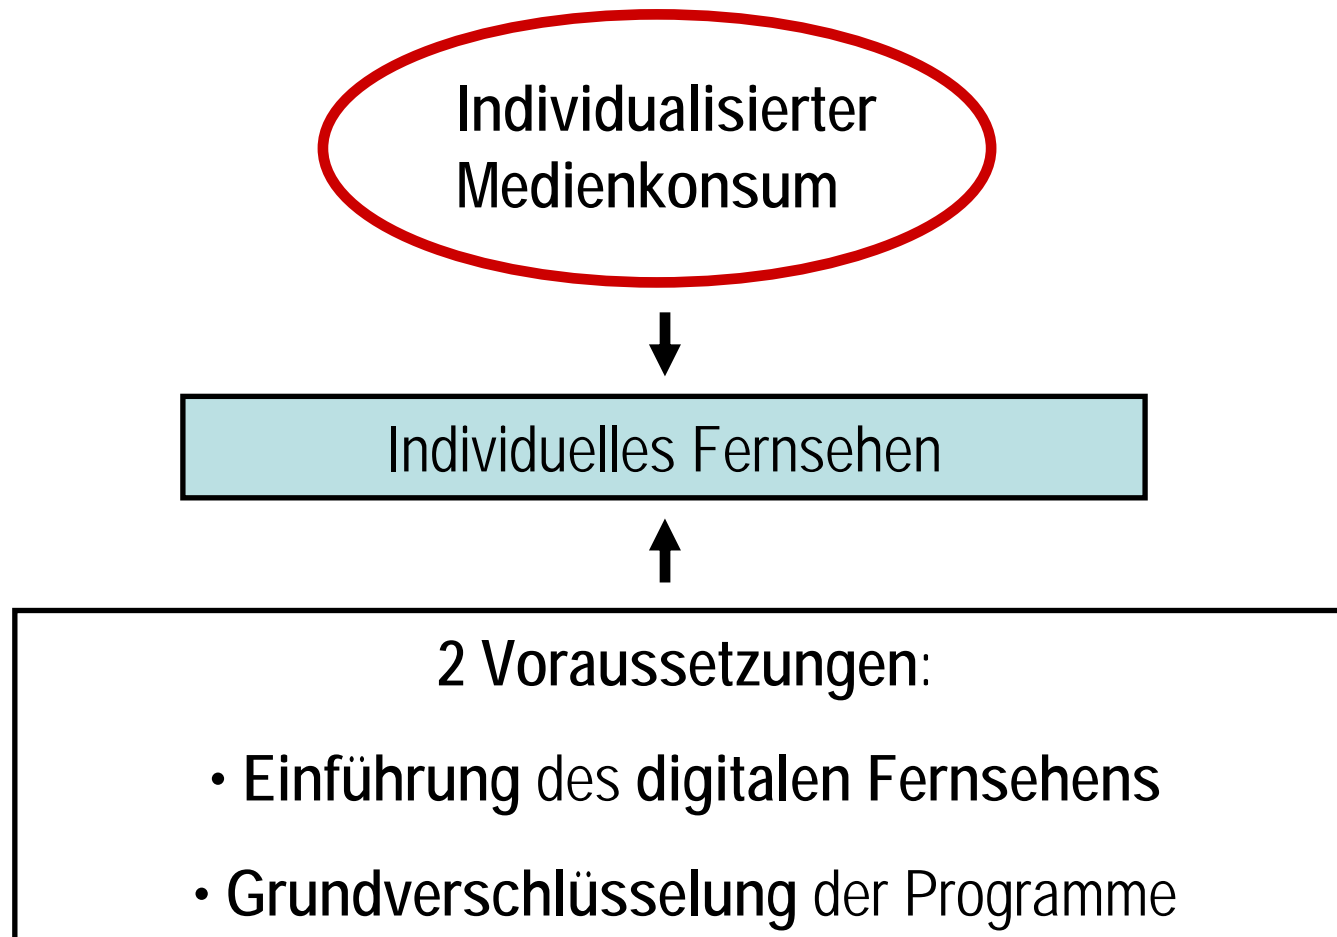 Individualisierter
Medienkonsum
Individuelles Fernsehen
2 Voraussetzungen:
• Einführung des digitalen Fernsehens
• Grundverschlüsselung der Programme